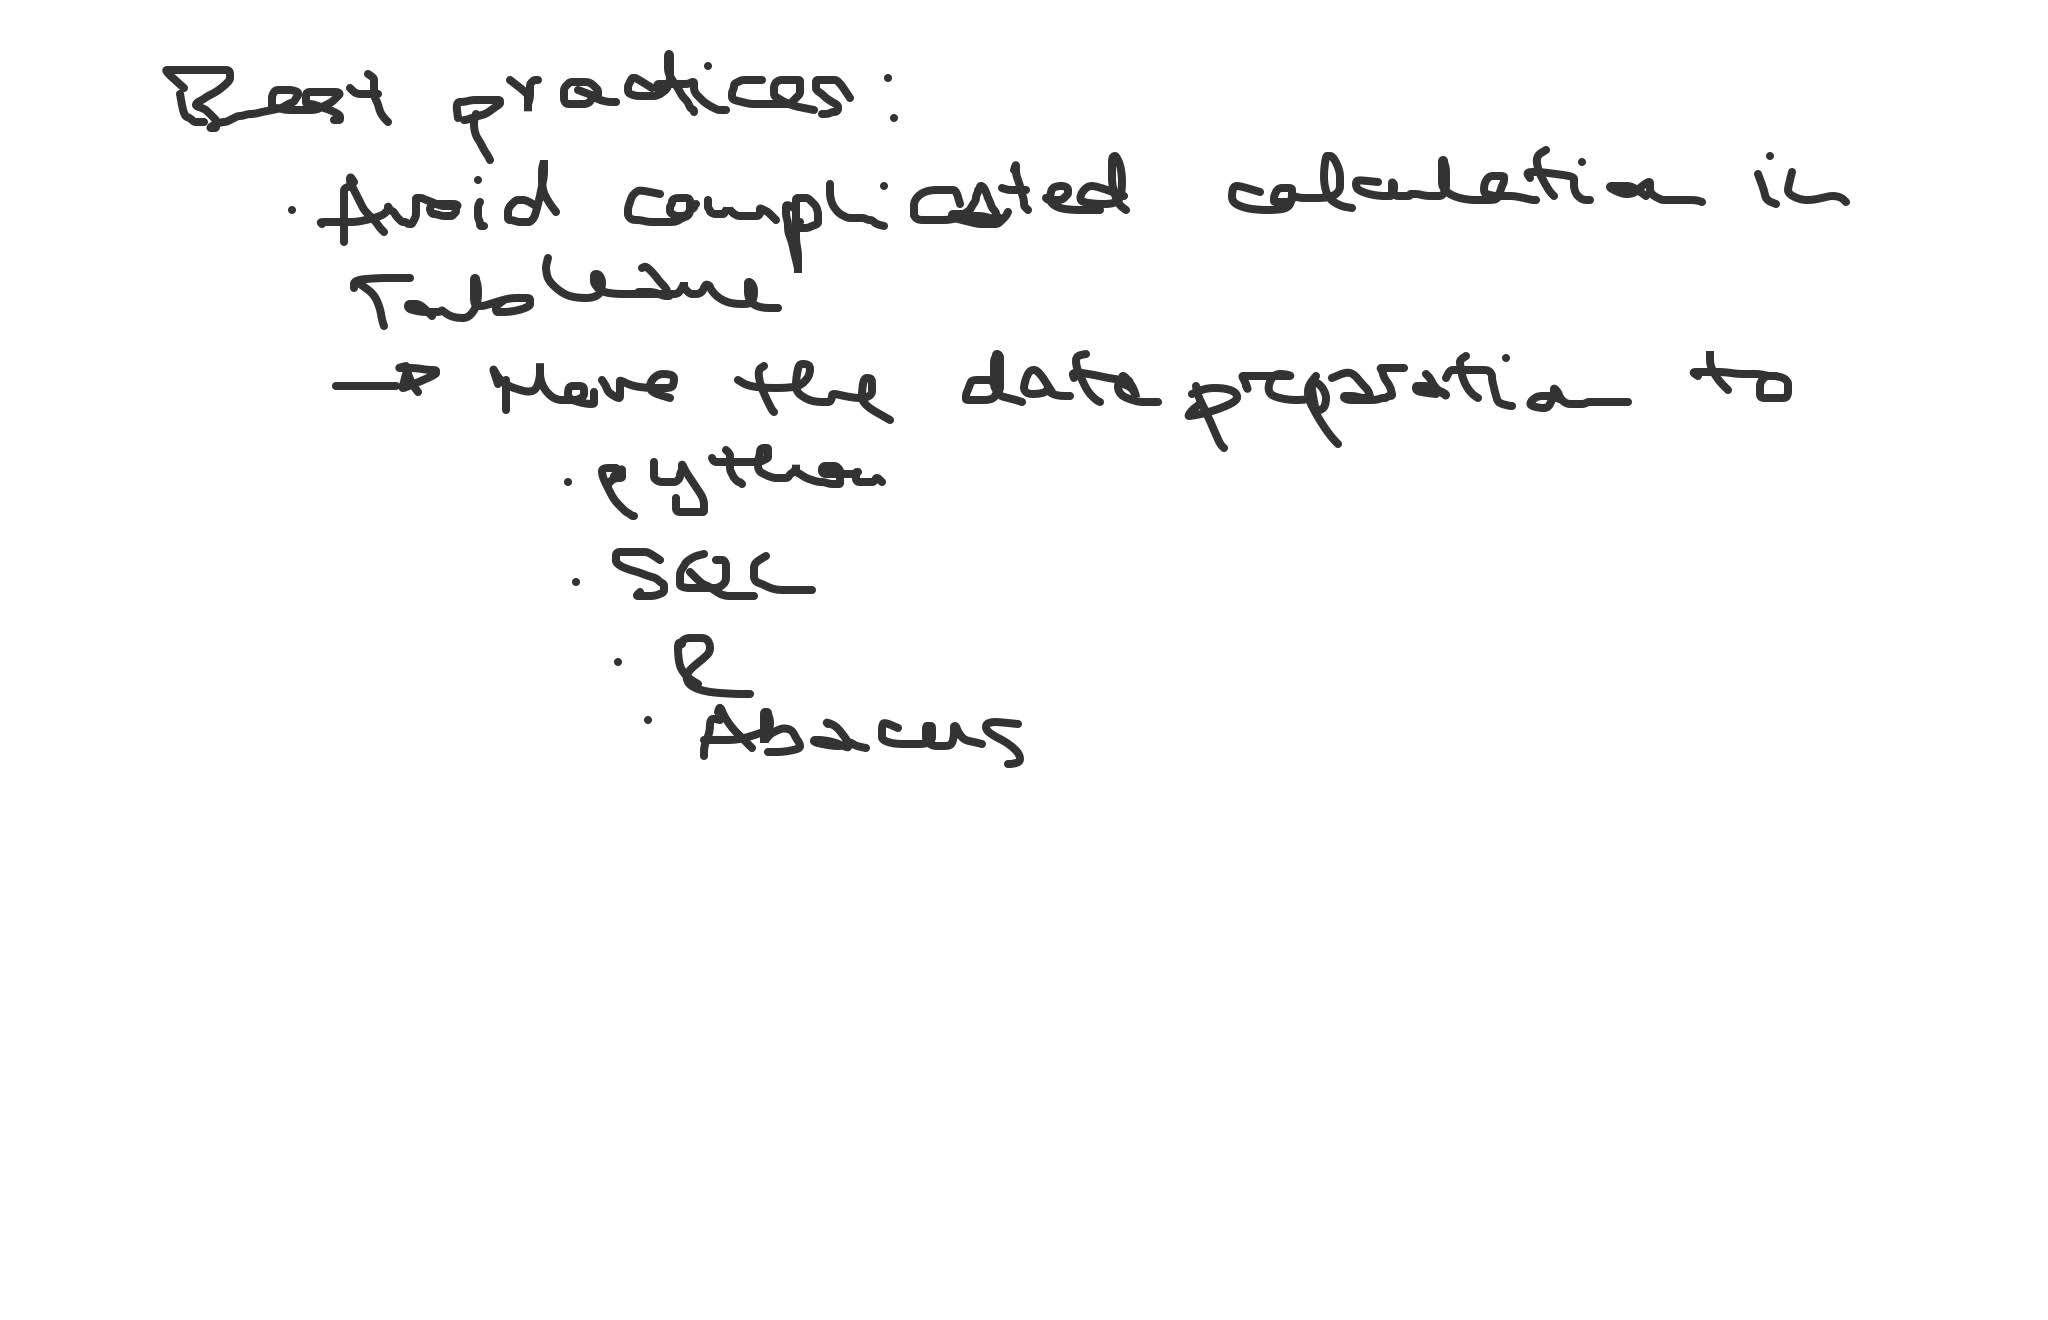 Best practices:
· Avoid complicated calculation in
Tableau
→ Move the data preparation to
· python
· SQL
· R
· Abacus